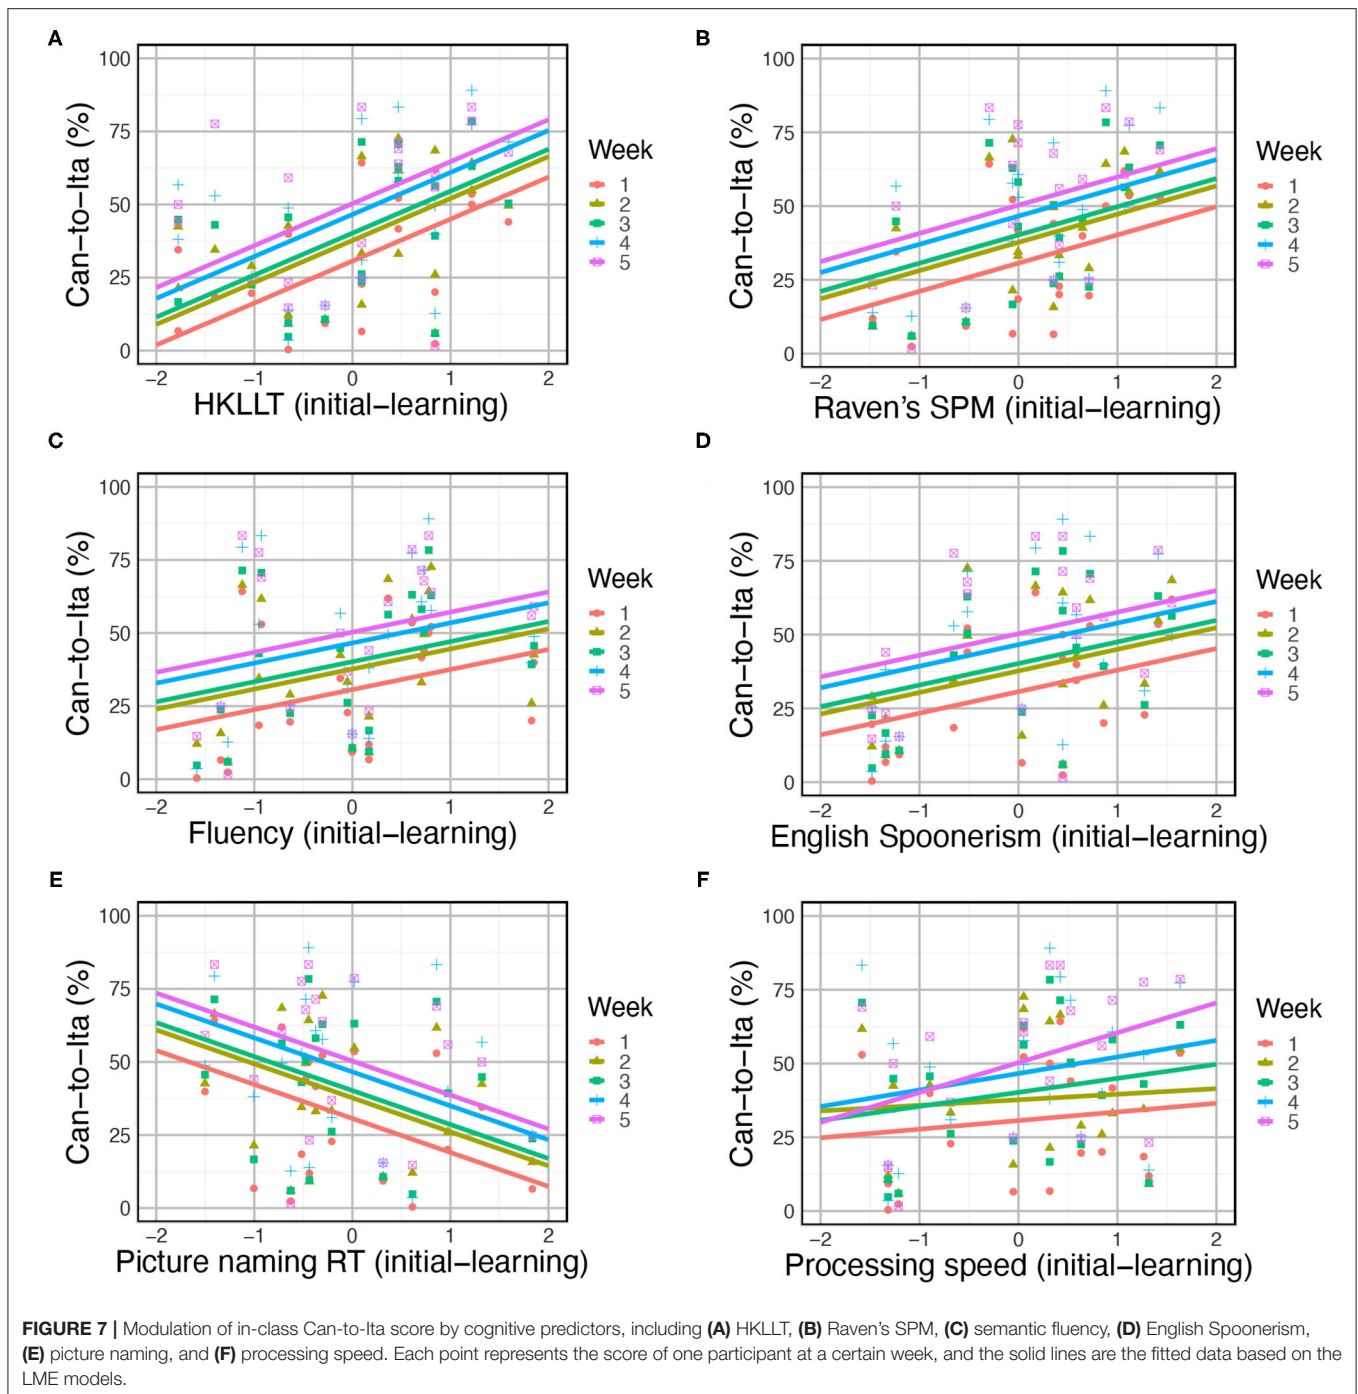 A
Can−to−Ita (%)
100
75
50
25
0
−2 −1 0 1 2
HKLLT (initial−learning)
Week
1
2
3
4
5
B
Can−to−Ita (%)
100
75
50
25
0
−2 −1 0 1 2
Raven's SPM (initial−learning)
Week
1
2
3
4
5
C
Can−to−Ita (%)
100
75
50
25
0
−2 −1 0 1 2
Fluency (initial−learning)
Week
1
2
3
4
5
D
Can−to−Ita (%)
100
75
50
25
0
−2 −1 0 1 2
English Spoonerism (initial−learning)
Week
1
2
3
4
5
E
Can−to−Ita (%)
100
75
50
25
0
−2 −1 0 1 2
Picture naming RT (initial−learning)
Week
1
2
3
4
5
F
Can−to−Ita (%)
100
75
50
25
0
−2 −1 0 1 2
Processing speed (initial−learning)
Week
1
2
3
4
5
FIGURE 7 | Modulation of in-class Can-to-Ita score by cognitive predictors, including (A) HKLLT, (B) Raven's SPM, (C) semantic fluency, (D) English Spoonerism,
(E) picture naming, and (F) processing speed. Each point represents the score of one participant at a certain week, and the solid lines are the fitted data based on the
LME models.